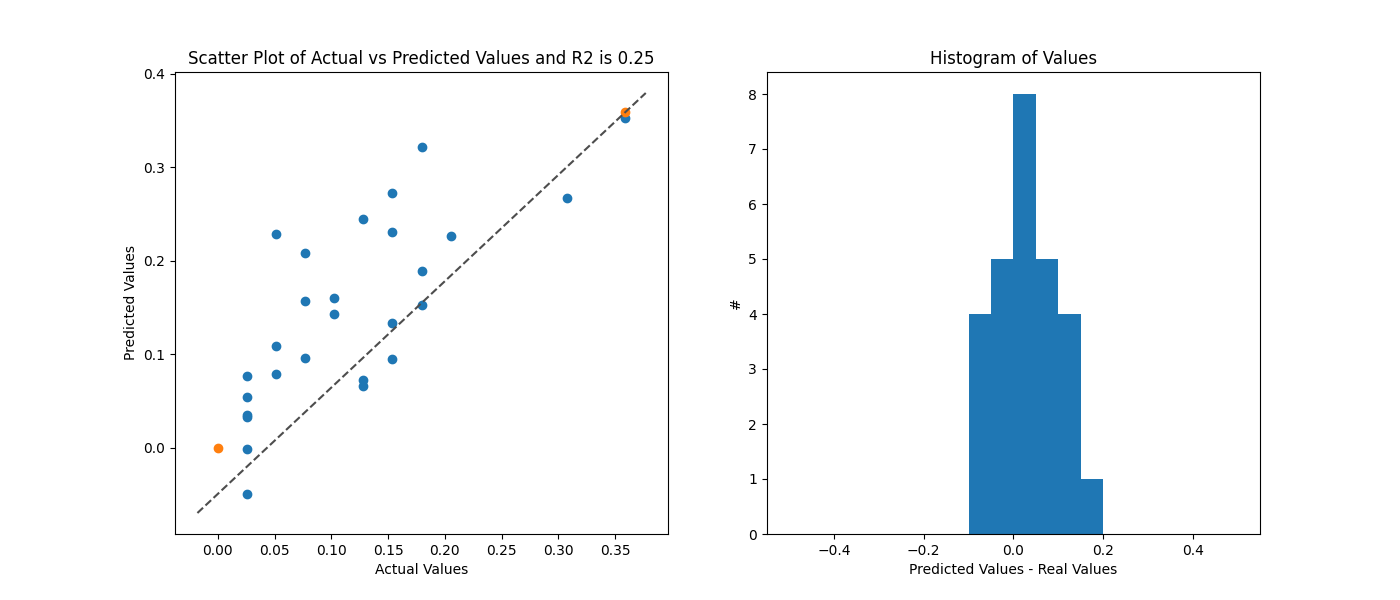 Scatter Plot of Actual vs Predicted Values and R2 is 0.25
0.4
0.3
0.2
0.1
0.0
Predicted Values
0.00 0.05 0.10 0.15 0.20 0.25 0.30 0.35
Actual Values
Histogram of Values
8
7
6
5
4
3
2
1
0
#
−0.4 −0.2 0.0 0.2 0.4
Predicted Values - Real Values